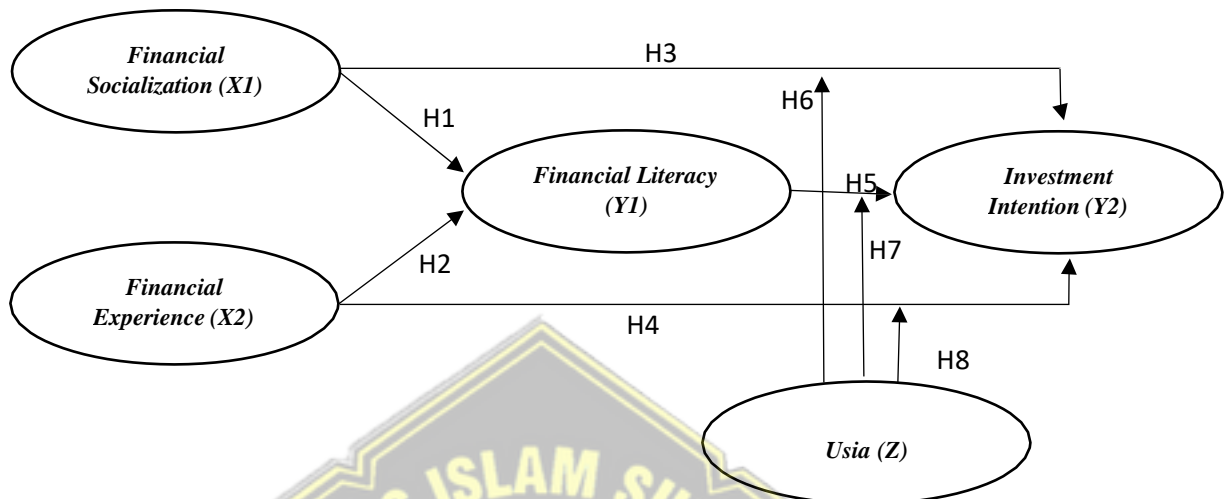 Financial
Socialization (X1)
H3
H6
H1
Financial Literacy
(Y1)
H5
Investment
Intention (Y2)
H2
H7
Financial
Experience (X2)
H4
H8
Usia (Z)
ISLAM